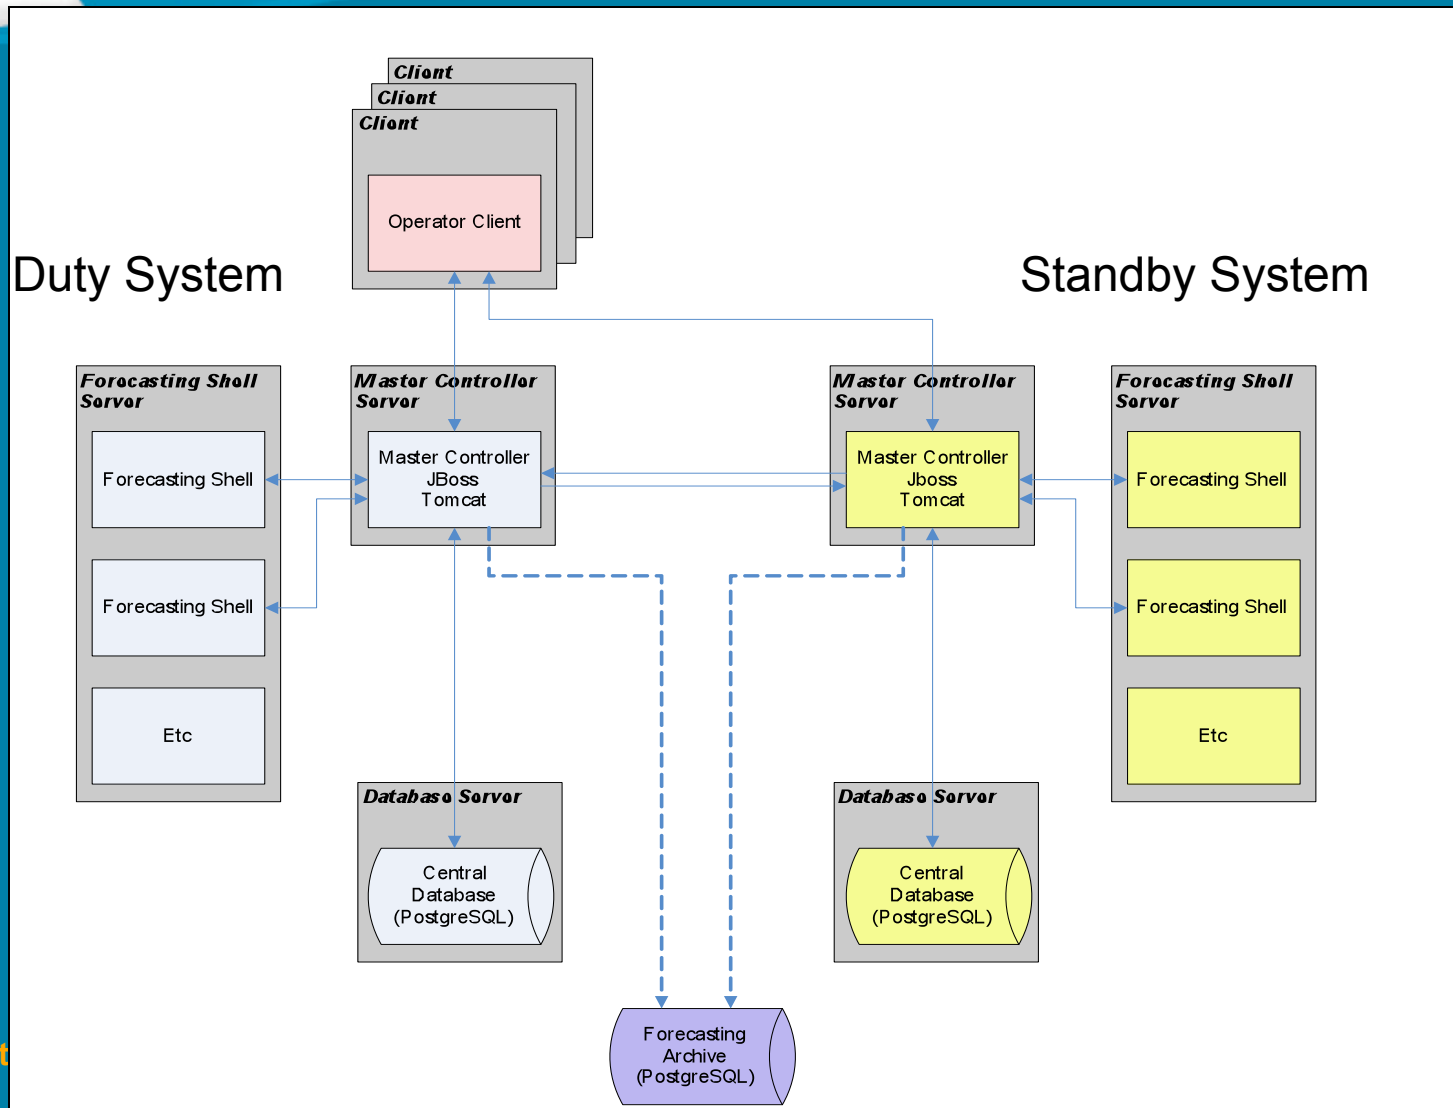 Client
Client
Client
Operator Client
Duty System
Standby System
Forecasting Shell
Server
Master Controller
Server
Master Controller
Server
Forecasting Shell
Server
Forecasting Shell
Master Controller
JBoss
Tomcat
Master Controller
Jboss
Tomcat
Forecasting Shell
Forecasting Shell
Forecasting Shell
Etc
Etc
Database Server
Database Server
Central
Database
(PostgreSQL)
Central
Database
(PostgreSQL)
Forecasting
Archive
(PostgreSQL)
t